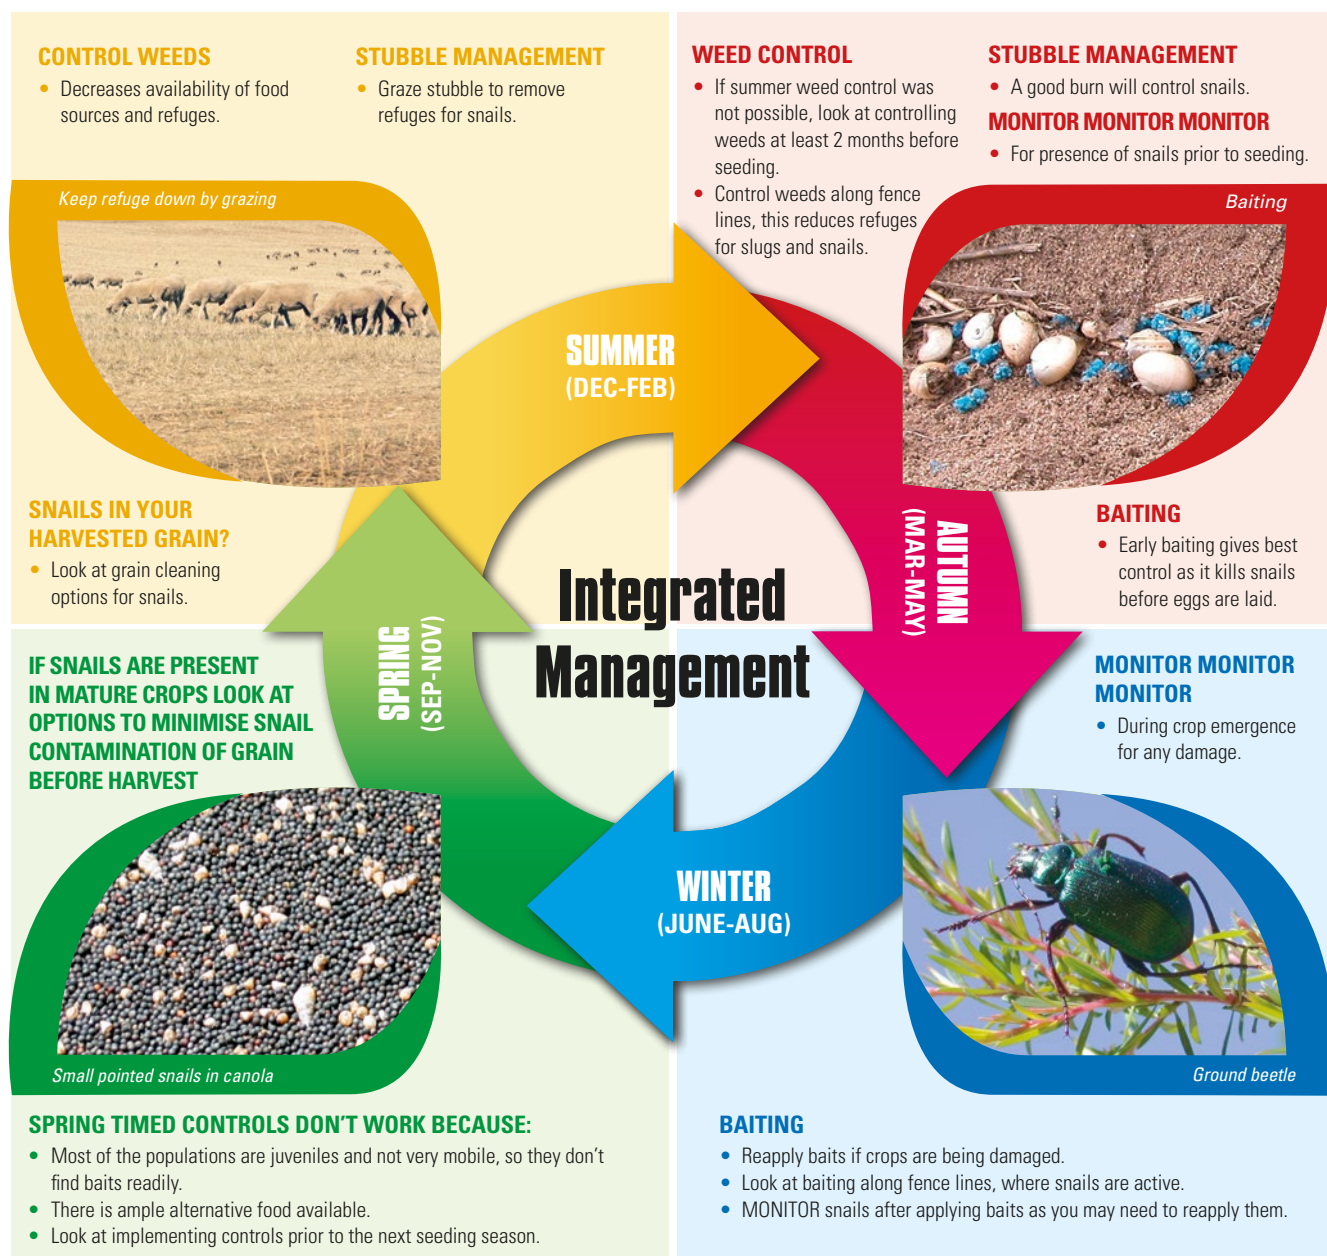 CONTROL WEEDS
• Decreases availability of food
sources and refuges.
STUBBLE MANAGEMENT
• Graze stubble to remove
refuges for snails.
Keep refuge down by grazing
SNAILS IN YOUR
HARVESTED GRAIN?
• Look at grain cleaning
options for snails.
SUMMER
(DEC-FEB)
WEED CONTROL
• If summer weed control was
not possible, look at controlling
weeds at least 2 months before
seeding.
• Control weeds along fence
lines, this reduces refuges
for slugs and snails.
STUBBLE MANAGEMENT
• A good burn will control snails.
MONITOR MONITOR MONITOR
• For presence of snails prior to seeding.
Baiting
BAITING
• Early baiting gives best
control as it kills snails
before eggs are laid.
AUTUMN
(MAR-MAY)
Integrated
Management
MONITOR MONITOR
MONITOR
• During crop emergence
for any damage.
Ground beetle
WINTER
(JUNE-AUG)
BAITING
• Reapply baits if crops are being damaged.
• Look at baiting along fence lines, where snails are active.
• MONITOR snails after applying baits as you may need to reapply them.
SPRING
(SEP-NOV)
IF SNAILS ARE PRESENT
IN MATURE CROPS LOOK AT
OPTIONS TO MINIMISE SNAIL
CONTAMINATION OF GRAIN
BEFORE HARVEST
Small pointed snails in canola
SPRING TIMED CONTROLS DON'T WORK BECAUSE:
• Most of the populations are juveniles and not very mobile, so they don't
find baits readily.
• There is ample alternative food available.
• Look at implementing controls prior to the next seeding season.